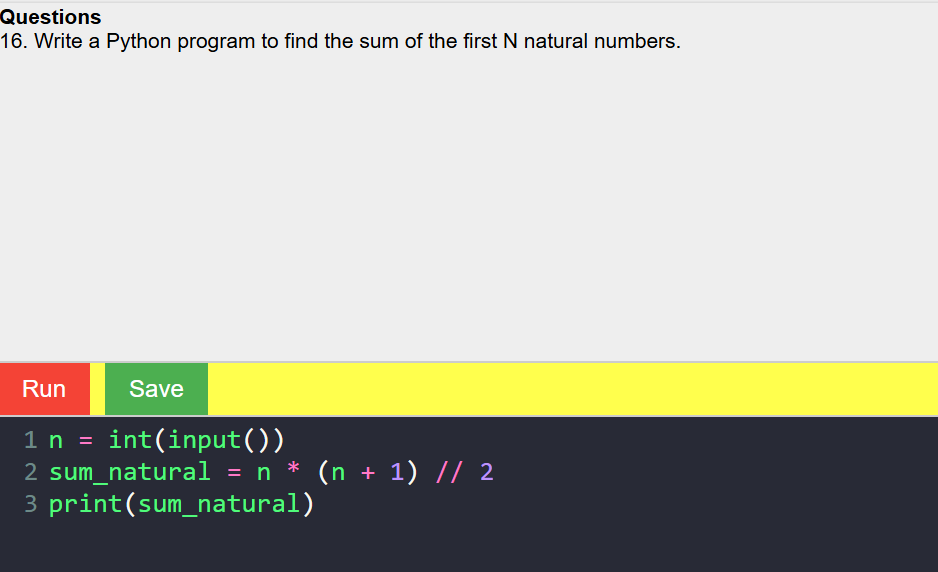 Questions
16. Write a Python program to find the sum of the first N natural numbers.
Run Save
1 n = int(input())
2 sum_natural = n * (n + 1) // 2
3 print(sum_natural)